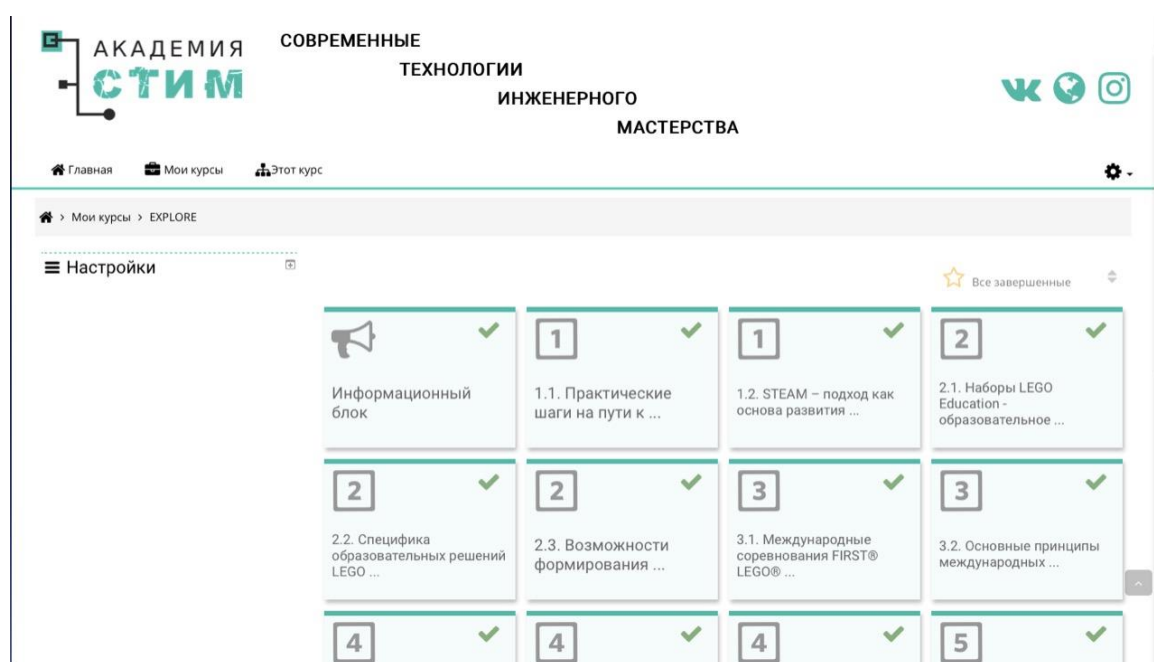 АКАДЕМИЯ
СТИМ
СОВРЕМЕННЫЕ
ТЕХНОЛОГИИ
ИНЖЕНЕРНОГО
МАСТЕРСТВА
Главная Мои курсы Этот курс
> Мои курсы > EXPLORE
Настройки
Все завершенные
Информационный
блок
1
1.1. Практические
шаги на пути к ...
1
1.2. STEAM – подход как
основа развития ...
2
2.1. Наборы LEGO
Education -
образовательное ...
2
2.2. Специфика
образовательных решений
LEGO ...
2
2.3. Возможности
формирования ...
3
3.1. Международные
соревнования FIRST®
LEGO® ...
3
3.2. Основные принципы
международных ...
4
4
4
5